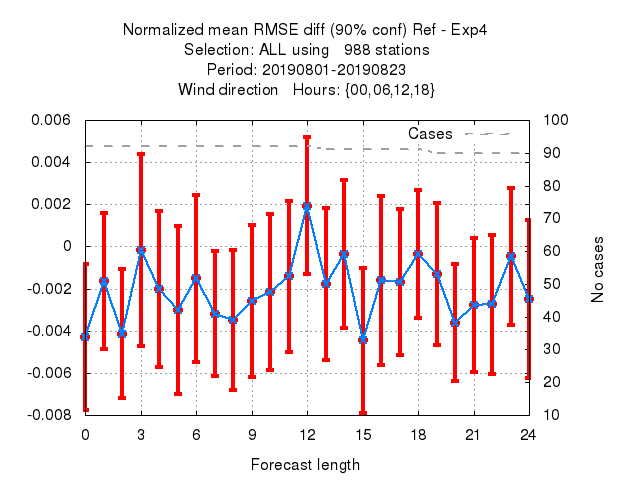 Normalized mean RMSE diff (90% conf) Ref - Exp4
Selection: ALL using 988 stations
Period: 20190801-20190823
Wind direction Hours: {00,06,12,18}
0.006
0.004
0.002
0
-0.002
-0.004
-0.006
-0.008
100
90
80
70
60
50
40
30
20
10
Cases
No cases
0 3 6 9 12 15 18 21 24
Forecast length